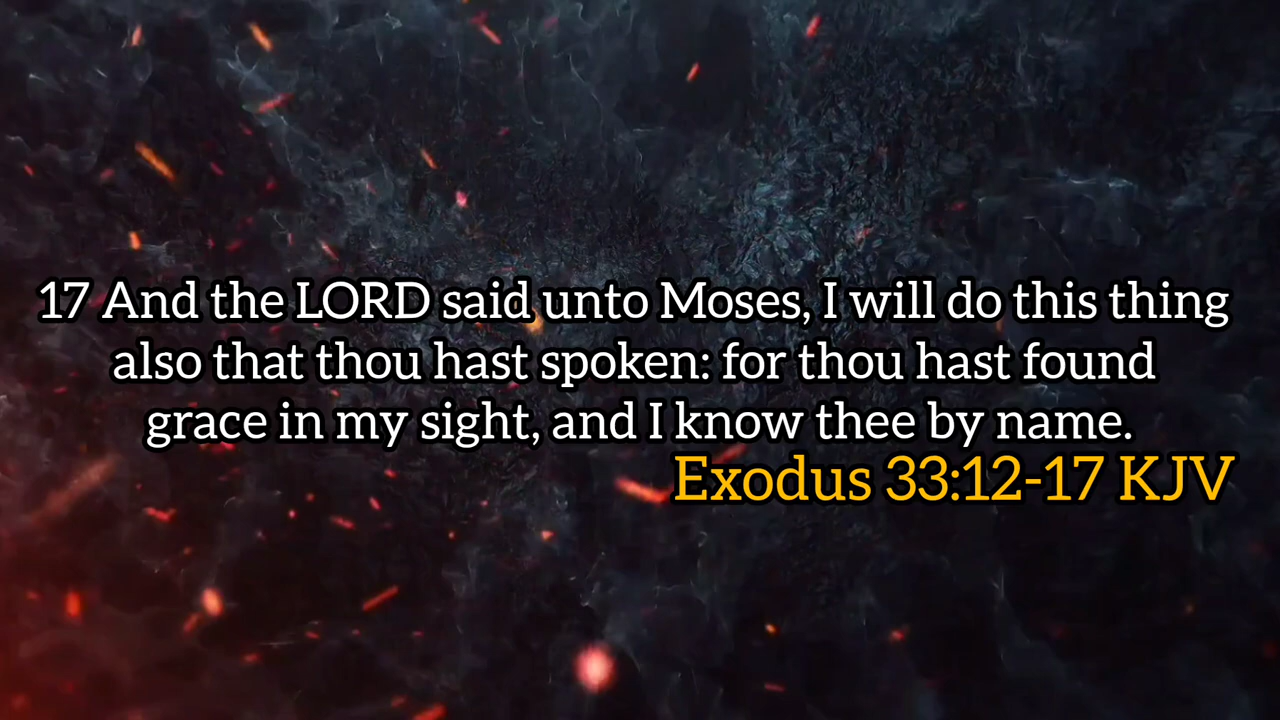 17 And the LORD said unto Moses, I will do this thing
also that thou hast spoken: for thou hast found
grace in my sight, and I know thee by name.
Exodus 33:12-17 KJV